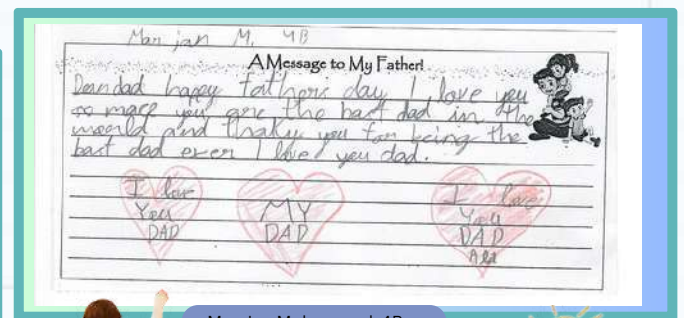 Marjan M. 4B
A Message to My Father!
Dear dad happy father's day I love you
so mace you are the bast dad in the
woorld and thaky you for being the
bast dad ever I love you dad.
I love
You
DAD
MY
DAD
I love
You
DAD